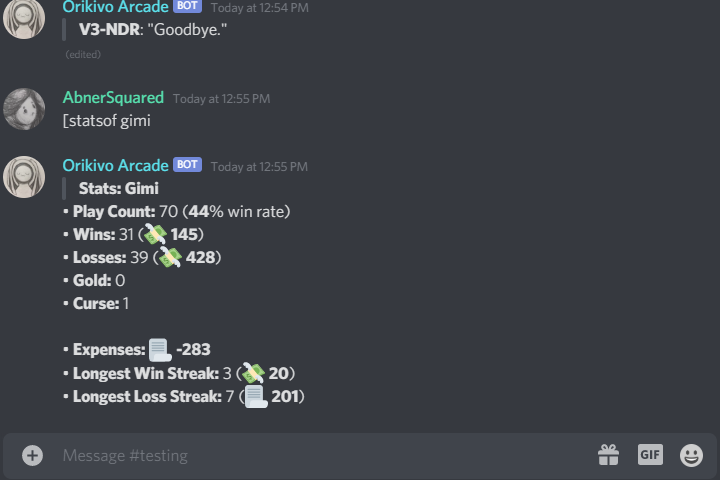 Orikivo Arcade BOT Today at 12:54 PM
V3-NDR: "Goodbye."
(edited)
AbnerSquared Today at 12:55 PM
[statsof gimi
Orikivo Arcade BOT Today at 12:55 PM
Stats: Gimi
• Play Count: 70 (44% win rate)
• Wins: 31 (💸 145)
• Losses: 39 (💸 428)
• Gold: 0
• Curse: 1
• Expenses: 📃 -283
• Longest Win Streak: 3 (💸 20)
• Longest Loss Streak: 7 (📃 201)
Message #testing
GIF